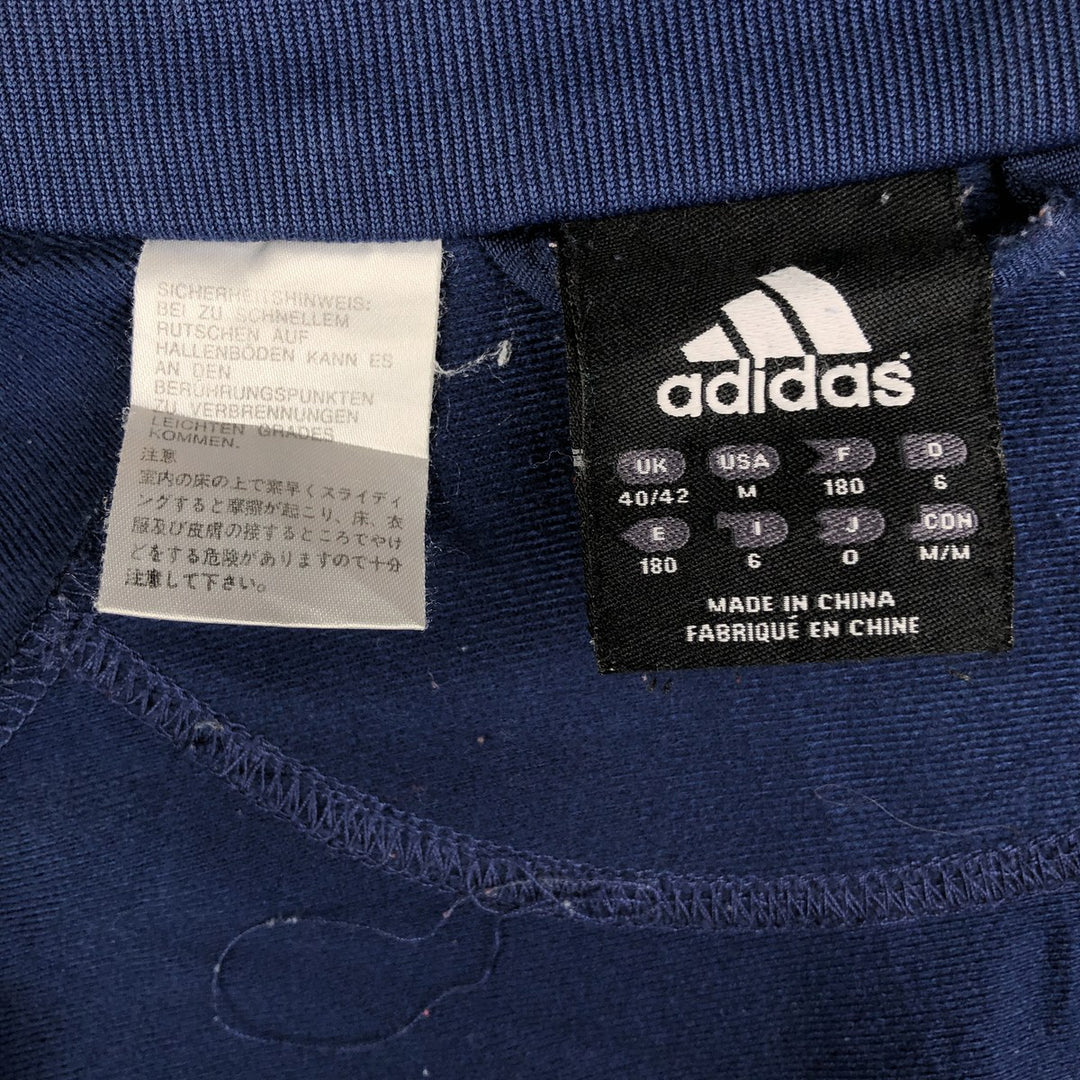 SICHERHEITSHINWEIS:
BEI ZU SCHNELLEM
RUTSCHEN AUF
HALLENBÖDEN KANN ES
AN DEN
BERÜHRUNGSPUNKTEN
ZU VERBRENNUNGEN
LEICHTEN GRADES
KOMMEN.
注意
室内の床の上で素早くスライディ
ングすると摩擦が起こり、床、衣
服及び皮膚の接するところでやけ
どをする危険がありますので十分
注意して下さい。
adidas
UK USA F D
40/42 M 180 6
E I J CDN
180 6 O M/M
MADE IN CHINA
FABRIQUÉ EN CHINE